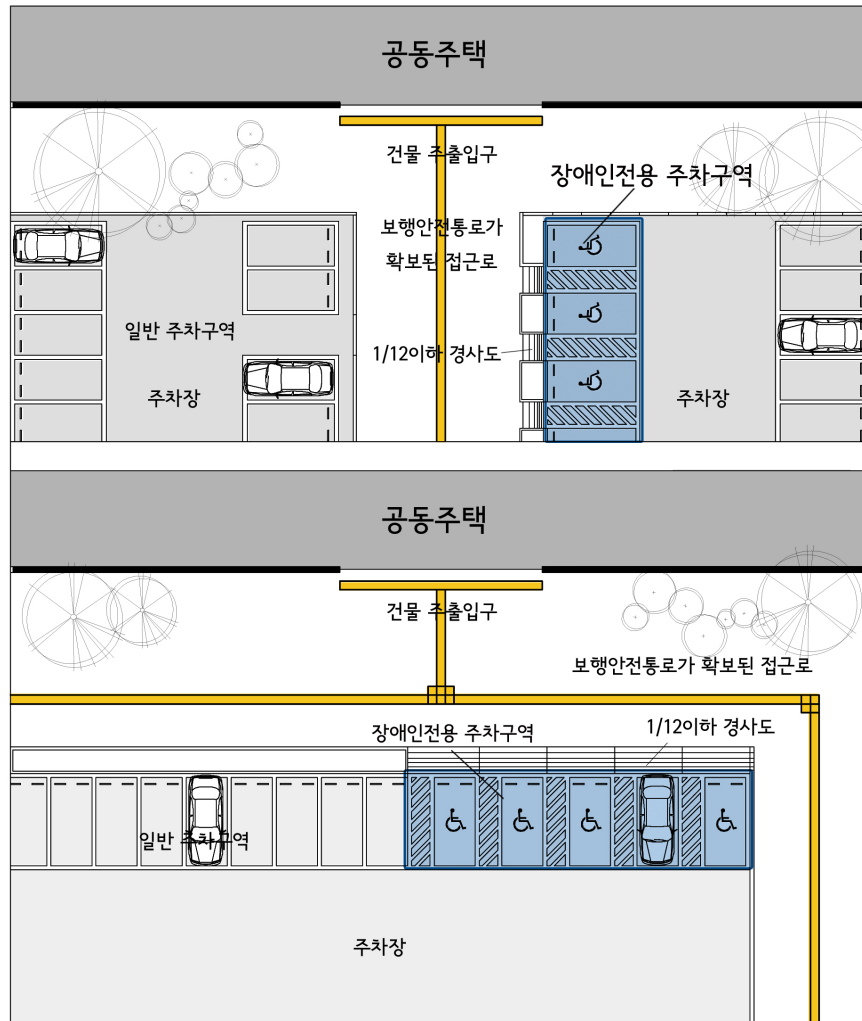 공동주택
건물 주출입구
장애인전용 주차구역
보행안전통로가
확보된 접근로
일반 주차구역
1/12이하 경사도
주차장
주차장
공동주택
건물 주출입구
보행안전통로가 확보된 접근로
장애인전용 주차구역
1/12이하 경사도
일반 주차구역
주차장